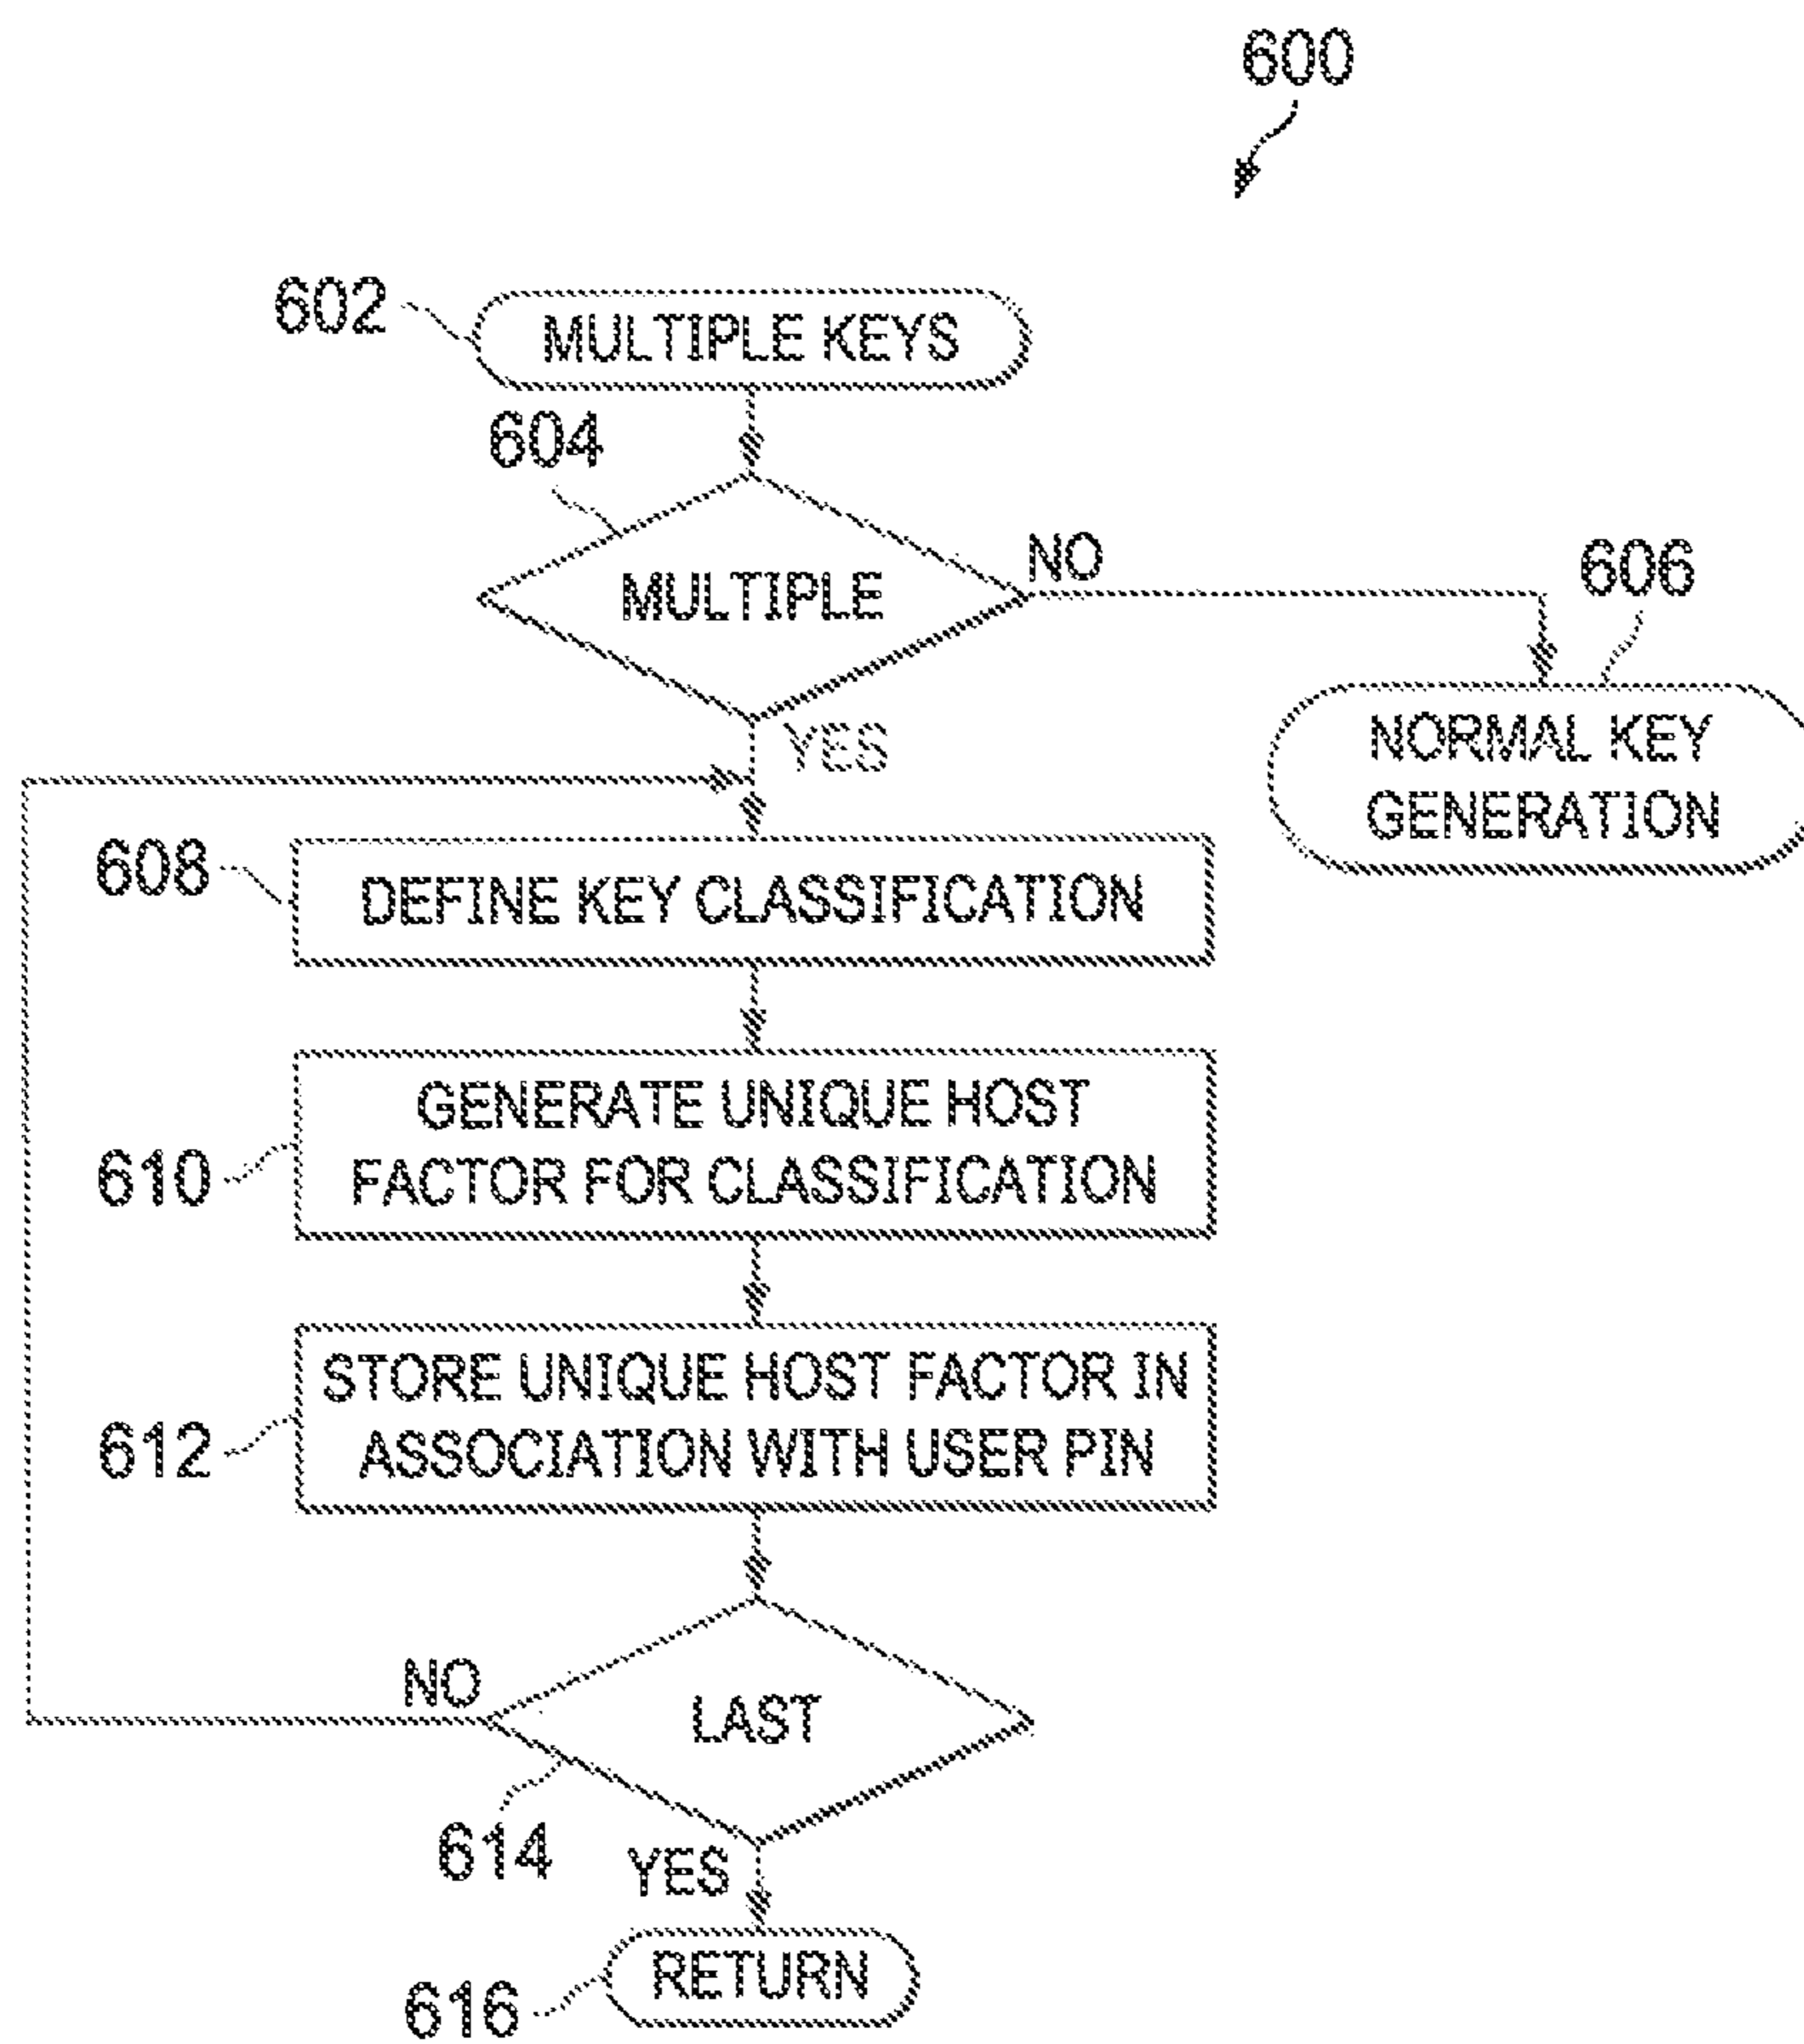 600
602
MULTIPLE KEYS
604
MULTIPLE
NO
606
YES
NORMAL KEY
GENERATION
608
DEFINE KEY CLASSIFICATION
610
GENERATE UNIQUE HOST
FACTOR FOR CLASSIFICATION
612
STORE UNIQUE HOST FACTOR IN
ASSOCIATION WITH USER PIN
NO
LAST
614
YES
616
RETURN